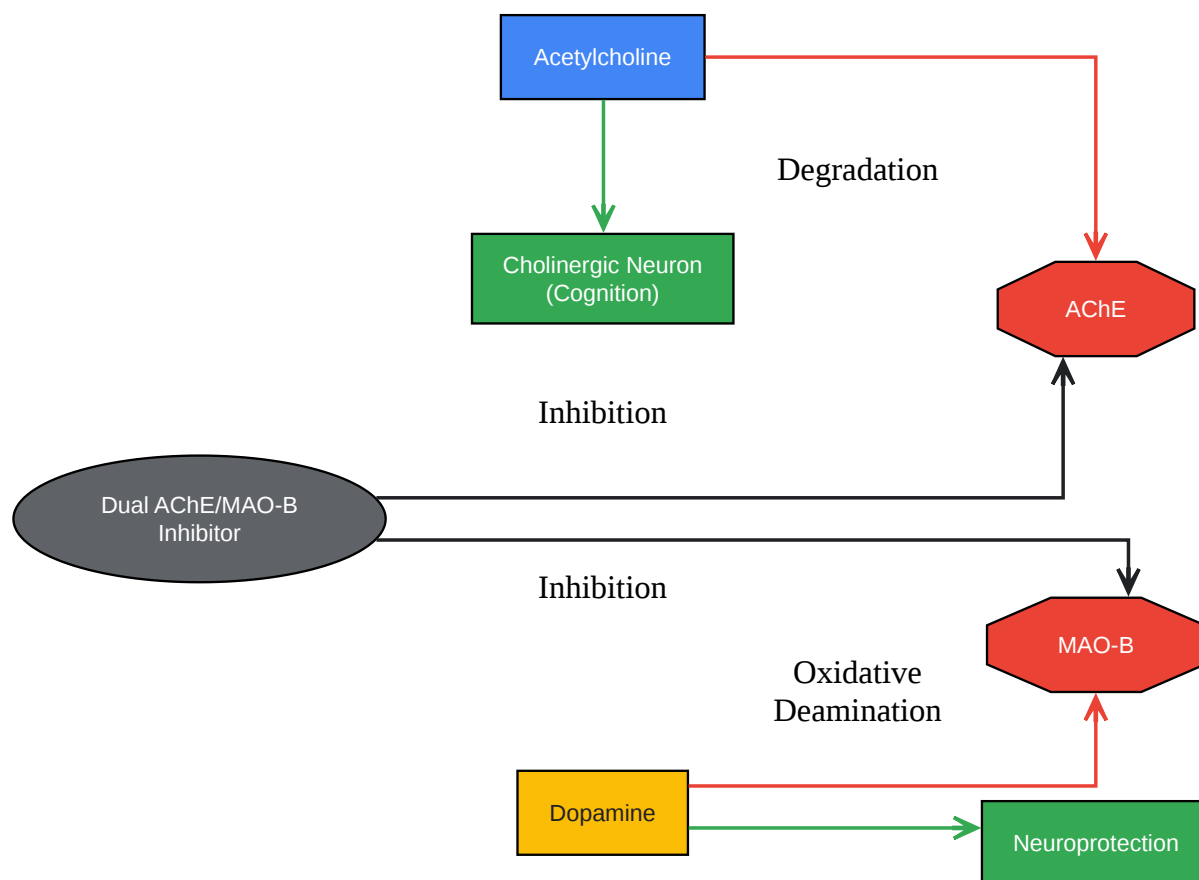 Acetylcholine
Degradation
Cholinergic Neuron
(Cognition)
AChE
Inhibition
Dual AChE/MAO-B
Inhibitor
Inhibition
MAO-B
Oxidative
Deamination
Dopamine
Neuroprotection